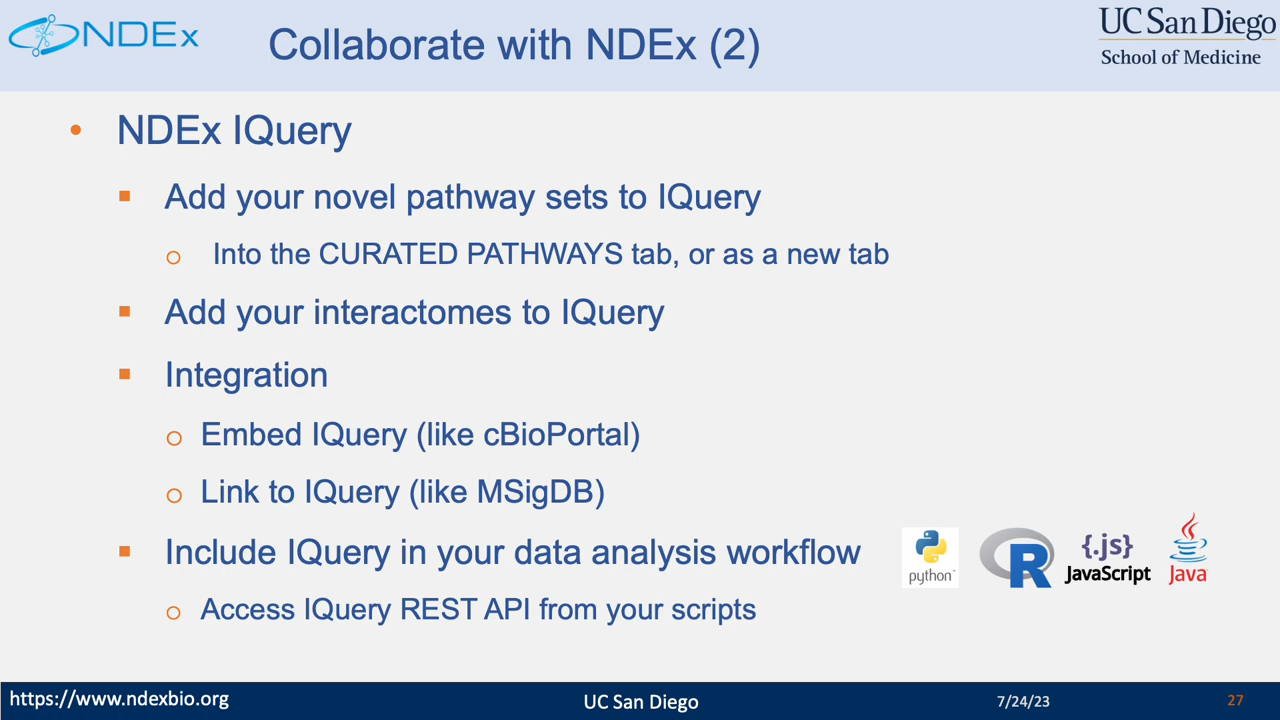 NDEx
Collaborate with NDEx (2)
UC San Diego
School of Medicine
• NDEx IQuery
▪ Add your novel pathway sets to IQuery
o Into the CURATED PATHWAYS tab, or as a new tab
▪ Add your interactomes to IQuery
▪ Integration
o Embed IQuery (like cBioPortal)
o Link to IQuery (like MSigDB)
▪ Include IQuery in your data analysis workflow
python
R
{.js}
JavaScript
Java
o Access IQuery REST API from your scripts
https://www.ndexbio.org
UC San Diego
7/24/23
27